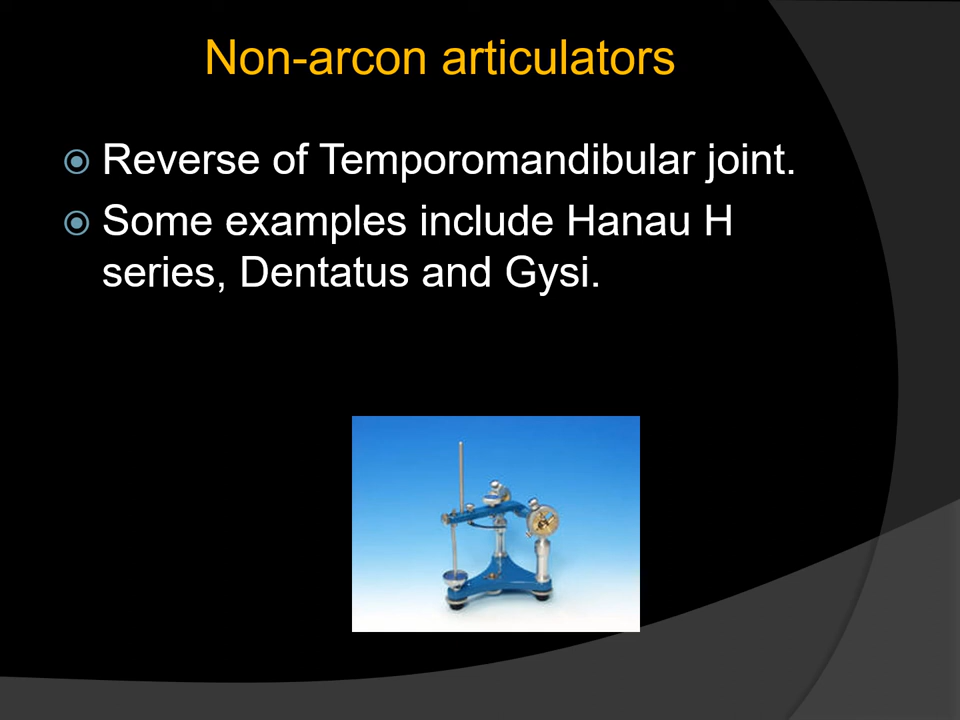 Non-arcon articulators
Reverse of Temporomandibular joint.
Some examples include Hanau H
series, Dentatus and Gysi.